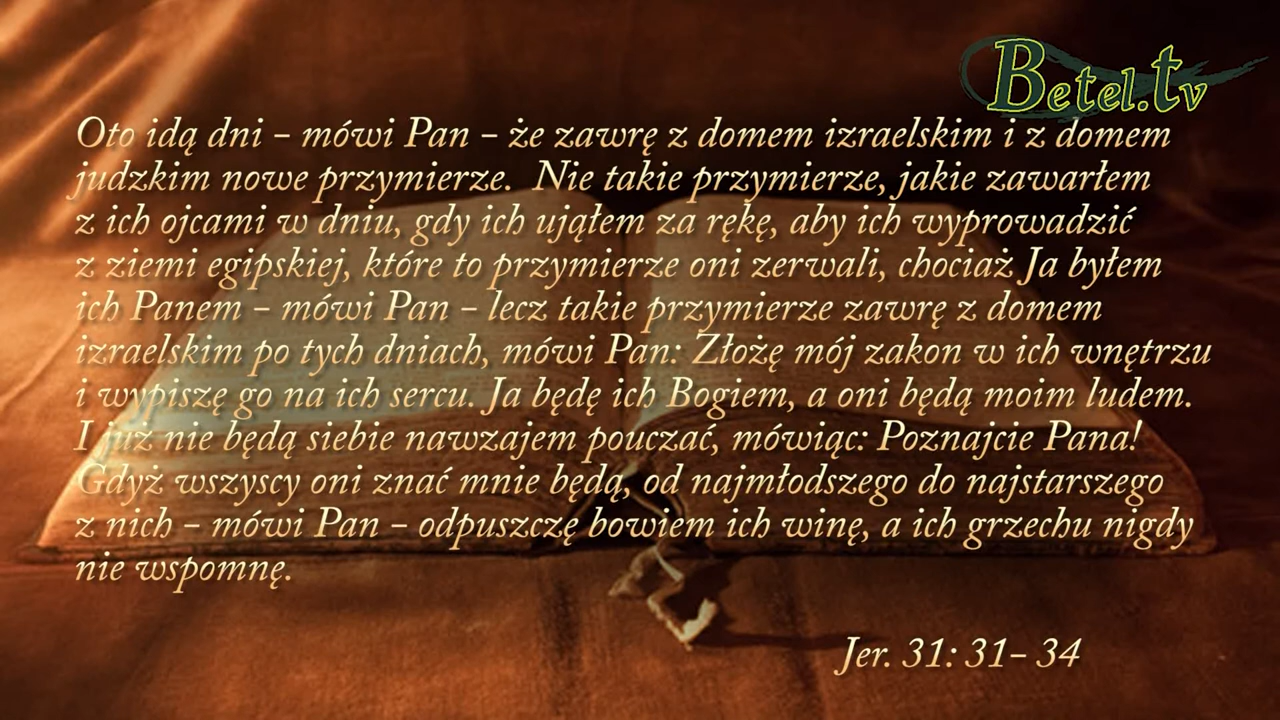 Betel.tv
Oto idą dni – mówi Pan – że zawrę z domem izraelskim i z domem
judzkim nowe przymierze. Nie takie przymierze, jakie zawarłem
z ich ojcami w dniu, gdy ich ująłem za rękę, aby ich wyprowadzić
z ziemi egipskiej, które to przymierze oni zerwali, chociaż Ja byłem
ich Panem – mówi Pan – lecz takie przymierze zawrę z domem
izraelskim po tych dniach, mówi Pan: Złożę mój zakon w ich wnętrzu
i wypiszę go na ich sercu. Ja będę ich Bogiem, a oni będą moim ludem.
I już nie będą siebie nawzajem pouczać, mówiąc: Poznajcie Pana!
Gdyż wszyscy oni znać mnie będą, od najmłodszego do najstarszego
z nich – mówi Pan – odpuszczę bowiem ich winę, a ich grzechu nigdy
nie wspomnę.
Jer. 31: 31– 34